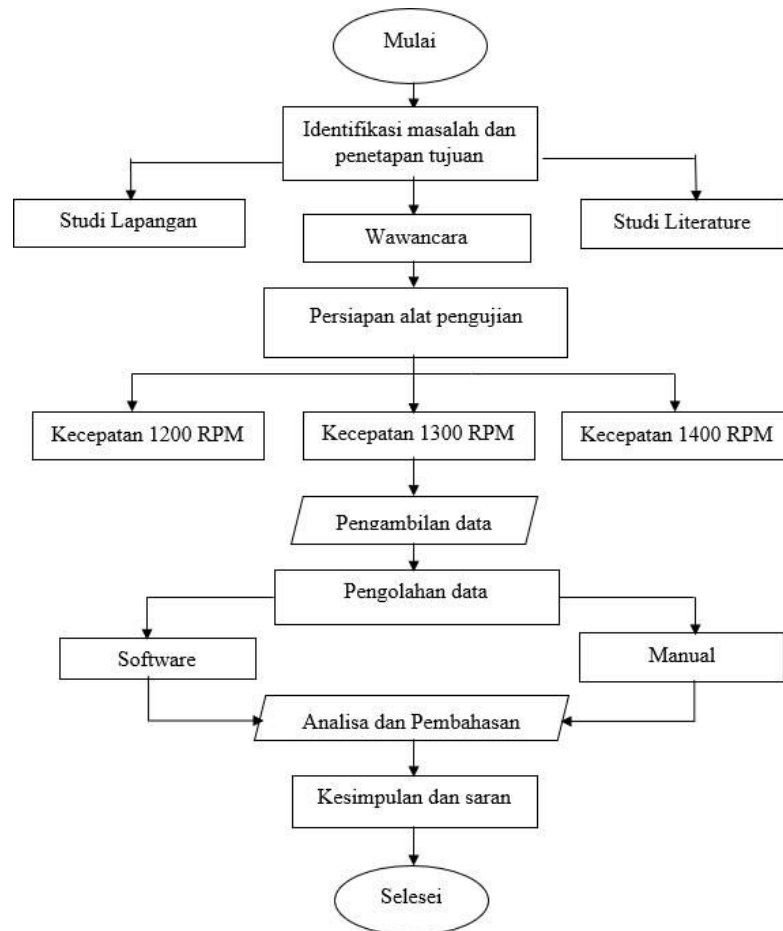 Mulai
Identifikasi masalah dan
penetapan tujuan
Studi Lapangan
Wawancara
Studi Literature
Persiapan alat pengujian
Kecepatan 1200 RPM
Kecepatan 1300 RPM
Kecepatan 1400 RPM
Pengambilan data
Pengolahan data
Software
Manual
Analisa dan Pembahasan
Kesimpulan dan saran
Selesei